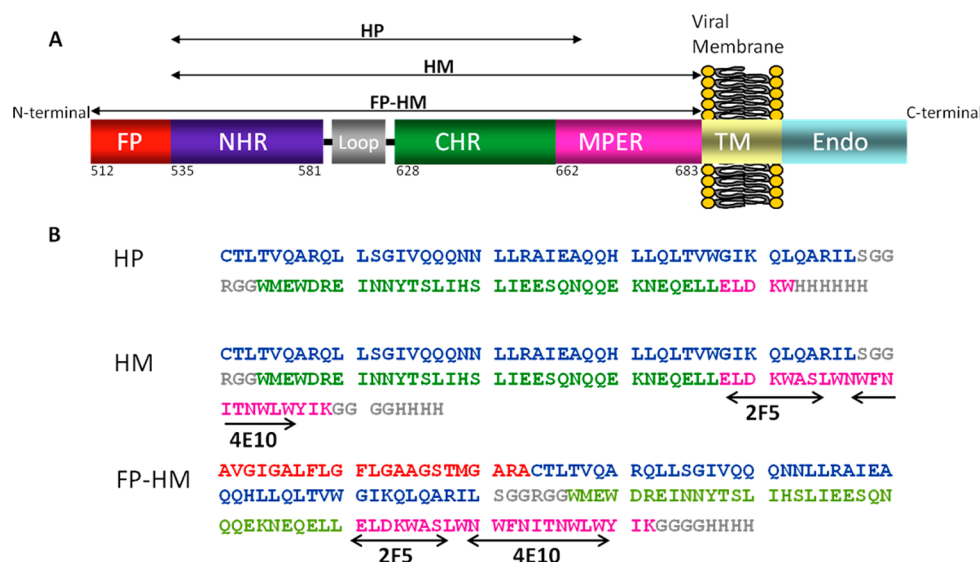 A
HP
Viral
Membrane
HM
N-terminal
FP-HM
C-terminal
FP NHR Loop CHR MPER TM Endo
512 535 581 628 662 683
B
HP
CTLTVQARQL LSGIVQQQNN LLRAIEAQQH LLQLTVWGIK QLQARILSGG
RGGWMEWDRE INNYTSLIHS LIEESQNQQE KNEQELLELD KWHHHHHH
HM
CTLTVQARQL LSGIVQQQNN LLRAIEAQQH LLQLTVWGIK QLQARILSGG
RGGWMEWDRE INNYTSLIHS LIEESQNQQE KNEQELLELD KWASLWNWFN
2F5
ITNWLWYIKGG GGHHHH
4E10
FP-HM
AVGIGALFLG FLGAAGSTMG ARACTLTVQA RQLLSGIVQQ QNNLLRAIEA
QQHLLQLTVW GIKQLQARIL SGGRGGWMEW DREINNYTSL IHSLIEESQN
QQEKNEQELL ELDKWASLWN WFNITNWLWY IKGGGGHHHH
2F5 4E10